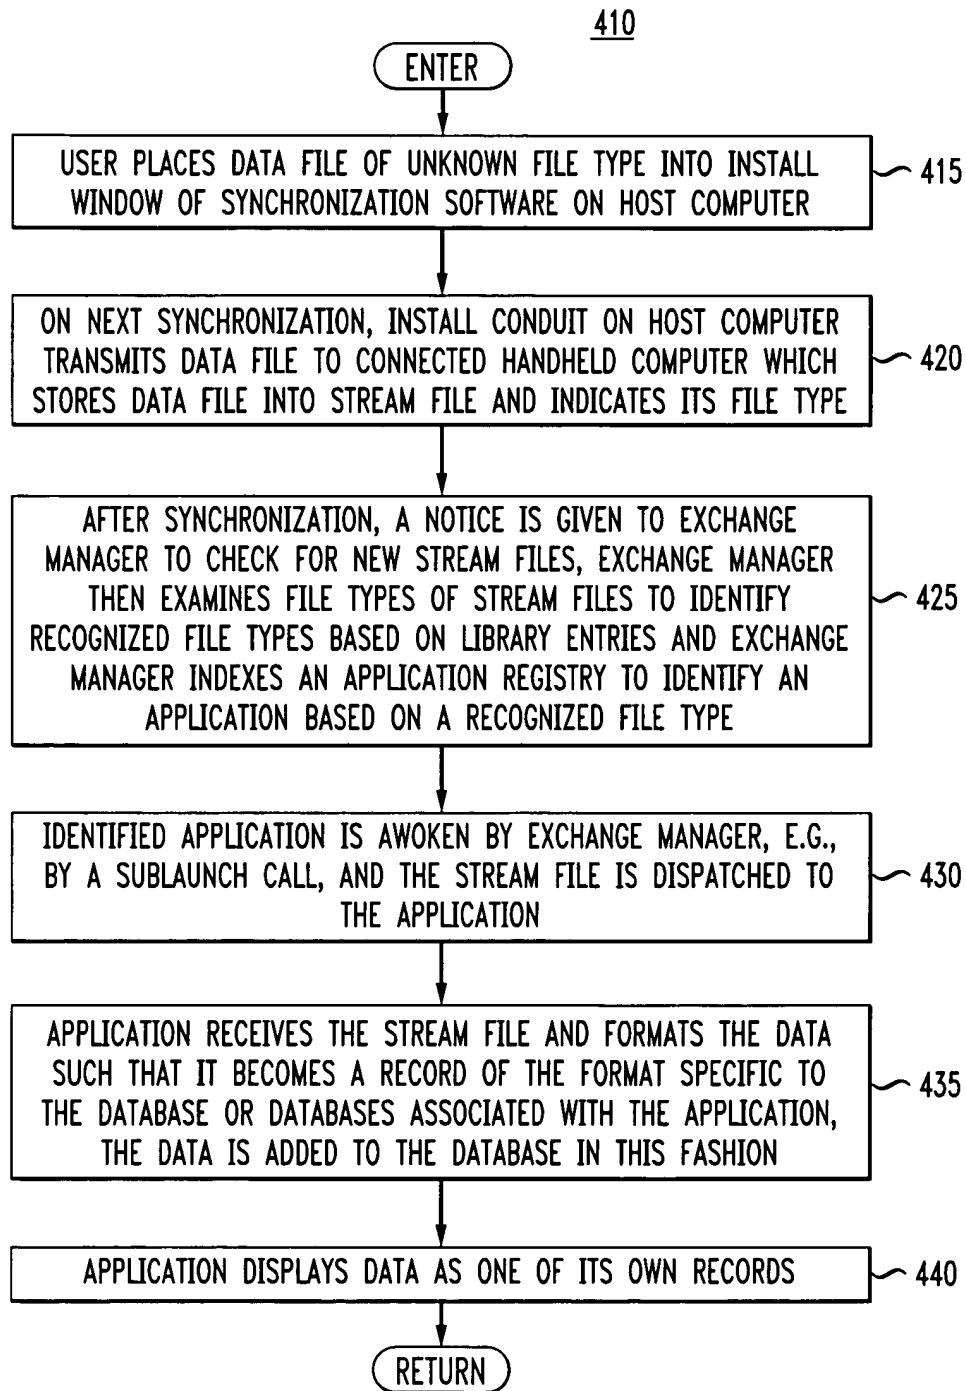 410
ENTER
USER PLACES DATA FILE OF UNKNOWN FILE TYPE INTO INSTALL
WINDOW OF SYNCHRONIZATION SOFTWARE ON HOST COMPUTER
415
ON NEXT SYNCHRONIZATION, INSTALL CONDUIT ON HOST COMPUTER
TRANSMITS DATA FILE TO CONNECTED HANDHELD COMPUTER WHICH
STORES DATA FILE INTO STREAM FILE AND INDICATES ITS FILE TYPE
420
AFTER SYNCHRONIZATION, A NOTICE IS GIVEN TO EXCHANGE
MANAGER TO CHECK FOR NEW STREAM FILES, EXCHANGE MANAGER
THEN EXAMINES FILE TYPES OF STREAM FILES TO IDENTIFY
RECOGNIZED FILE TYPES BASED ON LIBRARY ENTRIES AND EXCHANGE
MANAGER INDEXES AN APPLICATION REGISTRY TO IDENTIFY AN
APPLICATION BASED ON A RECOGNIZED FILE TYPE
425
IDENTIFIED APPLICATION IS AWOKEN BY EXCHANGE MANAGER, E.G.,
BY A SUBLAUNCH CALL, AND THE STREAM FILE IS DISPATCHED TO
THE APPLICATION
430
APPLICATION RECEIVES THE STREAM FILE AND FORMATS THE DATA
SUCH THAT IT BECOMES A RECORD OF THE FORMAT SPECIFIC TO
THE DATABASE OR DATABASES ASSOCIATED WITH THE APPLICATION,
THE DATA IS ADDED TO THE DATABASE IN THIS FASHION
435
APPLICATION DISPLAYS DATA AS ONE OF ITS OWN RECORDS
440
RETURN